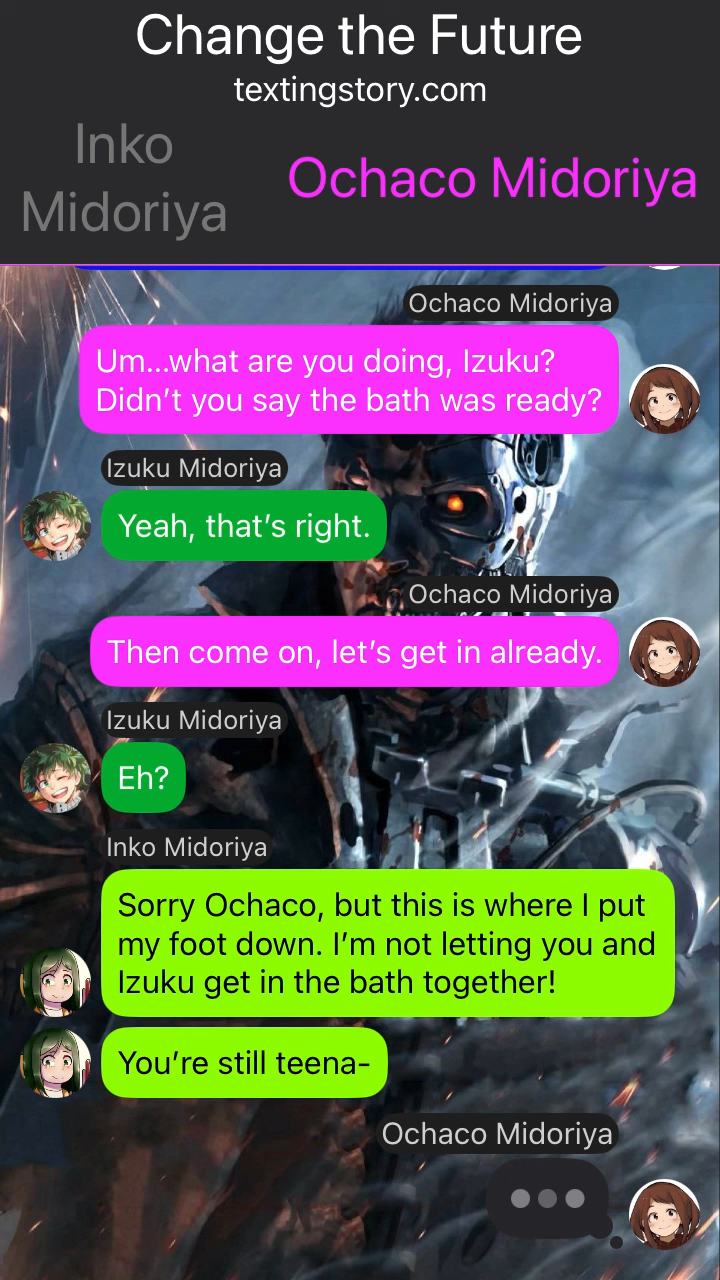 Change the Future
textingstory.com
Inko
Midoriya
Ochaco Midoriya
Ochaco Midoriya
Um...what are you doing, Izuku?
Didn’t you say the bath was ready?
Izuku Midoriya
Yeah, that’s right.
Ochaco Midoriya
Then come on, let’s get in already.
Izuku Midoriya
Eh?
Inko Midoriya
Sorry Ochaco, but this is where I put
my foot down. I’m not letting you and
Izuku get in the bath together!
You’re still teena-
Ochaco Midoriya